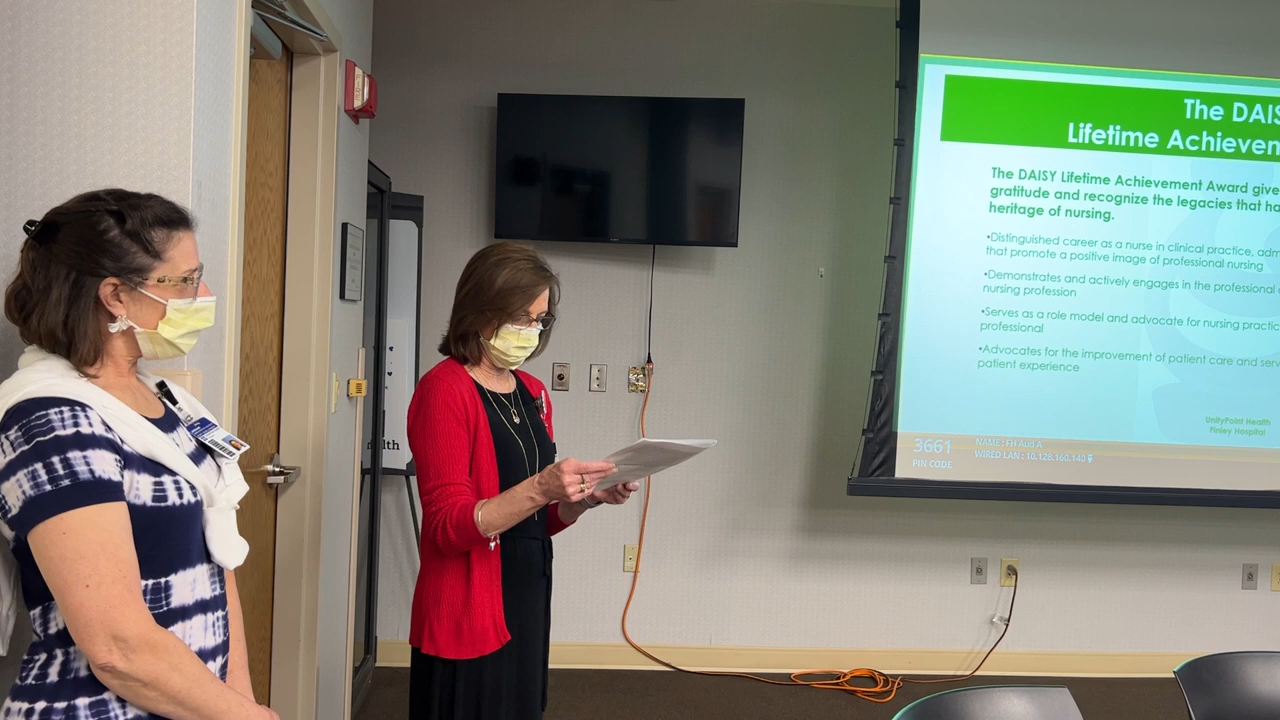 The DAIS
Lifetime Achieven
The DAISY Lifetime Achievement Award give
gratitude and recognize the legacies that ha
heritage of nursing.
•Distinguished career as a nurse in clinical practice, adm
that promote a positive image of professional nursing
•Demonstrates and actively engages in the professional
nursing profession
•Serves as a role model and advocate for nursing practic
professional
•Advocates for the improvement of patient care and serv
patient experience
UnityPoint Health
Finley Hospital
3661
PIN CODE
NAME: FH Aud A
WIRED LAN: 10.128.160.140